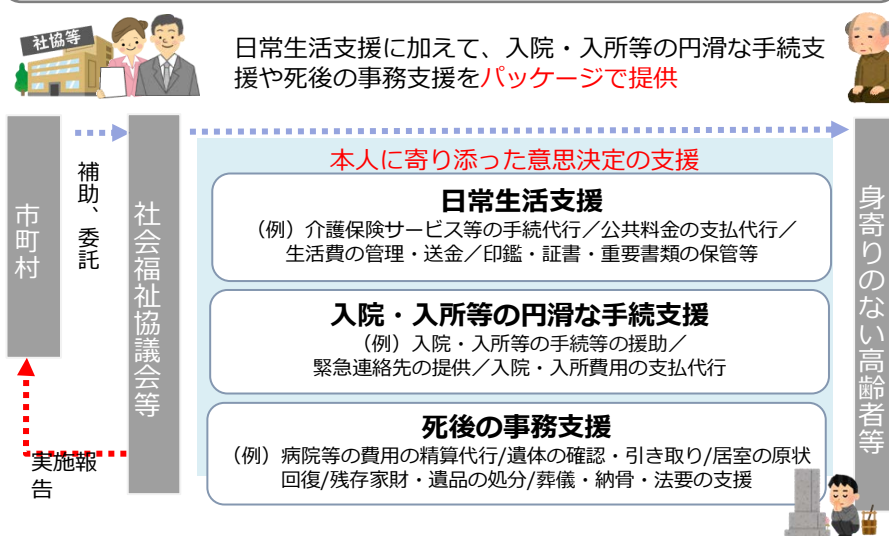 社協等
日常生活支援に加えて、入院・入所等の円滑な手続支
援や死後の事務支援をパッケージで提供
市町村
補助、委託
社会福祉協議会等
本人に寄り添った意思決定の支援
日常生活支援
（例）介護保険サービス等の手続代行／公共料金の支払代行／
生活費の管理・送金／印鑑・証書・重要書類の保管等
入院・入所等の円滑な手続支援
（例）入院・入所等の手続等の援助／
緊急連絡先の提供／入院・入所費用の支払代行
死後の事務支援
（例）病院等の費用の精算代行/遺体の確認・引き取り/居室の原状
回復/残存家財・遺品の処分/葬儀・納骨・法要の支援
身寄りのない高齢者等
実施報
告